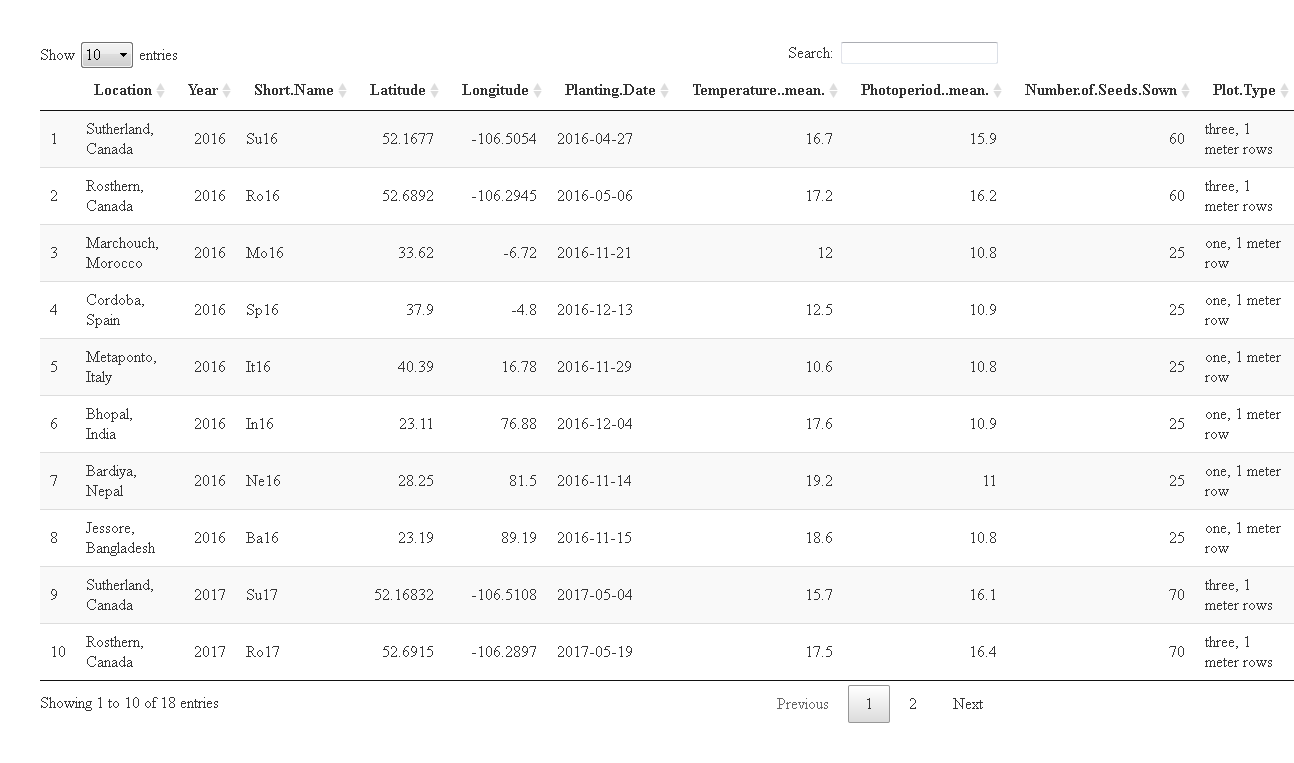 Show 10 entries Search:
Location Year Short.Name Latitude Longitude Planting.Date Temperature..mean. Photoperiod..mean. Number.of.Seeds.Sown Plot.Type
1 Sutherland, Canada 2016 Su16 52.1677 -106.5054 2016-04-27 16.7 15.9 60 three, 1 meter rows
2 Rosthern, Canada 2016 Ro16 52.6892 -106.2945 2016-05-06 17.2 16.2 60 three, 1 meter rows
3 Marchouch, Morocco 2016 Mo16 33.62 -6.72 2016-11-21 12 10.8 25 one, 1 meter row
4 Cordoba, Spain 2016 Sp16 37.9 -4.8 2016-12-13 12.5 10.9 25 one, 1 meter row
5 Metaponto, Italy 2016 It16 40.39 16.78 2016-11-29 10.6 10.8 25 one, 1 meter row
6 Bhopal, India 2016 In16 23.11 76.88 2016-12-04 17.6 10.9 25 one, 1 meter row
7 Bardiya, Nepal 2016 Ne16 28.25 81.5 2016-11-14 19.2 11 25 one, 1 meter row
8 Jessore, Bangladesh 2016 Ba16 23.19 89.19 2016-11-15 18.6 10.8 25 one, 1 meter row
9 Sutherland, Canada 2017 Su17 52.16832 -106.5108 2017-05-04 15.7 16.1 70 three, 1 meter rows
10 Rosthern, Canada 2017 Ro17 52.6915 -106.2897 2017-05-19 17.5 16.4 70 three, 1 meter rows
Showing 1 to 10 of 18 entries Previous 1 2 Next